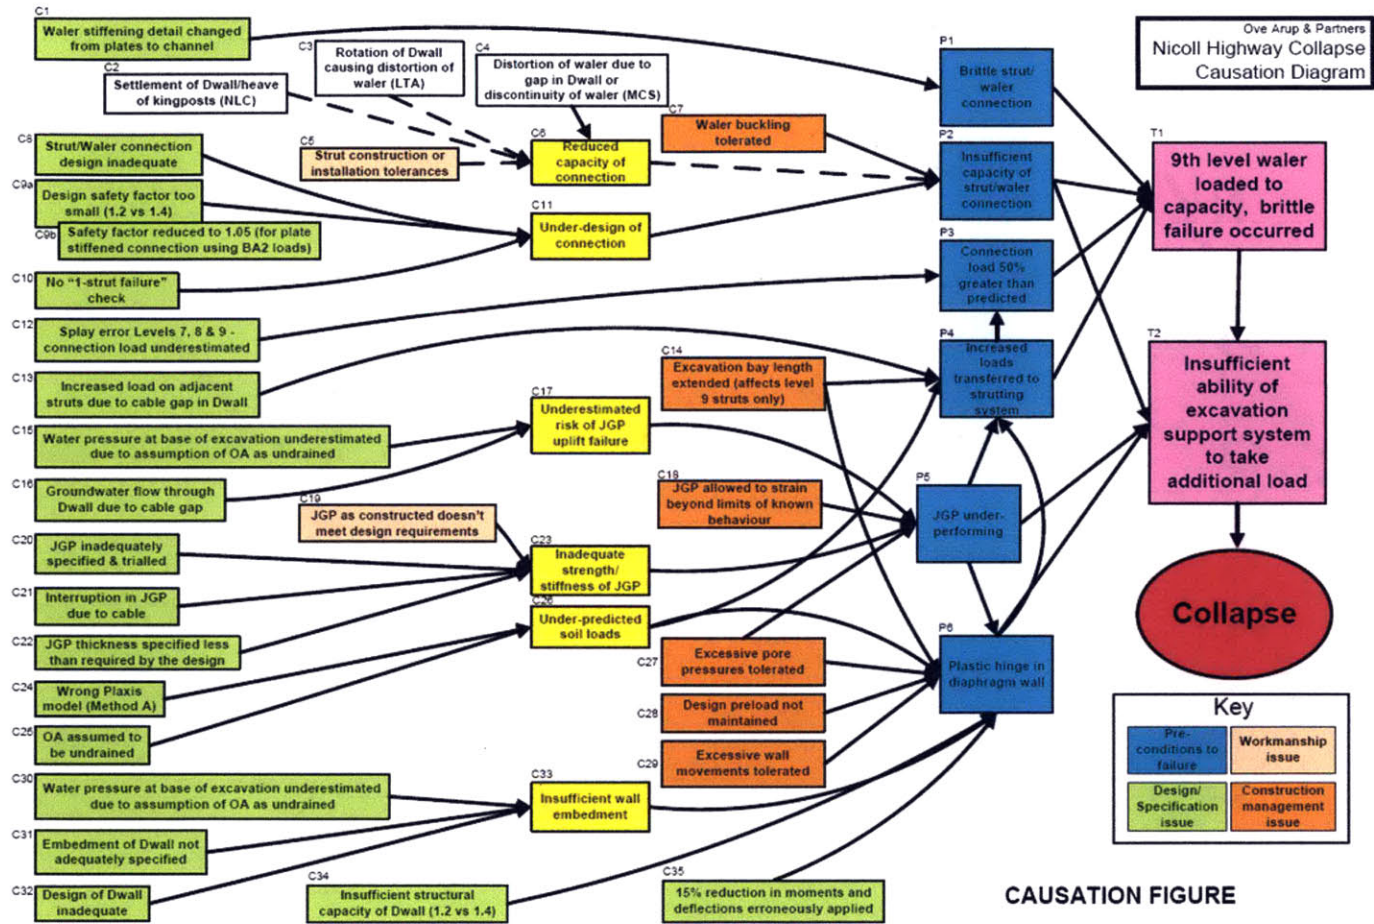 C1
Waler stiffening detail changed
from plates to channel
C2
Settlement of Dwall/heave
of kingposts (NLC)
C3
Rotation of Dwall
causing distortion of
waler (LTA)
C4
Distortion of waler due to
gap in Dwall or
discontinuity of waler (MCS)
P1
Brittle strut/
waler connection
Ove Arup & Partners
Nicoll Highway Collapse
Causation Diagram
C8
Strut/Waler connection
design inadequate
C5
Strut construction or
installation tolerances
C6
Reduced
capacity of
connection
C7
Waler buckling
tolerated
P2
Insufficient
capacity of
strut/waler
connection
T1
9th level waler
loaded to
capacity, brittle
failure occurred
C9a
Design safety factor too
small (1.2 vs 1.4)
C9b
Safety factor reduced to 1.05 (for plate
stiffened connection using BA2 loads)
C11
Under-design of
connection
P3
Connection
load 50%
greater than
predicted
C10
No "1-strut failure"
check
C12
Splay error Levels 7, 8 & 9 -
connection load underestimated
P4
Increased
loads
transferred to
strutting
system
T2
Insufficient
ability of
excavation
support system
to take
additional load
C13
Increased load on adjacent
struts due to cable gap in Dwall
C14
Excavation bay length
extended (affects level
9 struts only)
C15
Water pressure at base of excavation underestimated
due to assumption of OA as undrained
C17
Underestimated
risk of JGP
uplift failure
C16
Groundwater flow through
Dwall due to cable gap
C18
JGP allowed to strain
beyond limits of known
behaviour
P5
JGP under-
performing
C19
JGP as constructed doesn't
meet design requirements
C20
JGP inadequately
specified & trialled
C23
Inadequate
strength/
stiffness of JGP
C21
Interruption in JGP
due to cable
C26
Under-predicted
soil loads
Collapse
C22
JGP thickness specified less
than required by the design
C27
Excessive pore
pressures tolerated
P6
Plastic hinge in
diaphragm wall
C24
Wrong Plaxis
model (Method A)
C28
Design preload not
maintained
C25
OA assumed to
be undrained
C29
Excessive wall
movements tolerated
Key
Pre-
conditions to
failure
Workmanship
issue
Design/
Specification
issue
Construction
management
issue
C30
Water pressure at base of excavation underestimated
due to assumption of OA as undrained
C33
Insufficient wall
embedment
C31
Embedment of Dwall not
adequately specified
C32
Design of Dwall
inadequate
C34
Insufficient structural
capacity of Dwall (1.2 vs 1.4)
C35
15% reduction in moments and
deflections erroneously applied
CAUSATION FIGURE